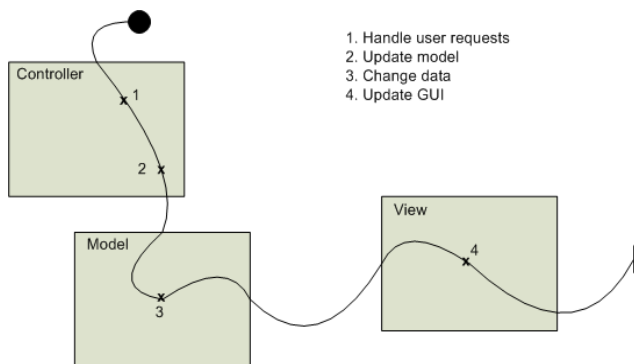 1. Handle user requests
2. Update model
3. Change data
4. Update GUI
Controller
1
2
Model
3
View
4